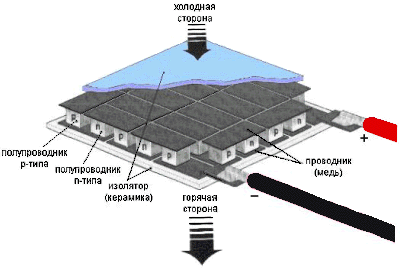 холодная
сторона
p
n
p
n
p
p
полупроводник
p-типа
полупроводник
n-типа
изолятор
(керамика)
проводник
(медь)
+
–
горячая
сторона